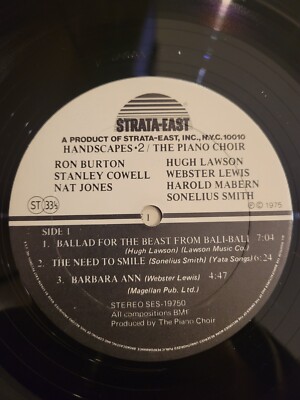 STRATA-EAST
A PRODUCT OF STRATA-EAST, INC., N.Y.C. 10010
HANDSCAPES·2/THE PIANO CHOIR
RON BURTON HUGH LAWSON
STANLEY COWELL WEBSTER LEWIS
NAT JONES HAROLD MABERN
SONELIUS SMITH
ST 33⅓
℗©1975
SIDE 1
1
1. BALLAD FOR THE BEAST FROM BALI-BALI 7:04
(Hugh Lawson) (Lawson Music Co.)
2. THE NEED TO SMILE (Sonelius Smith) (Yata Songs) 6:24
3. BARBARA ANN (Webster Lewis) 4:47
(Magellan Pub. Ltd.)
STEREO SES-19750
All compositions BMI
Produced by The Piano Choir